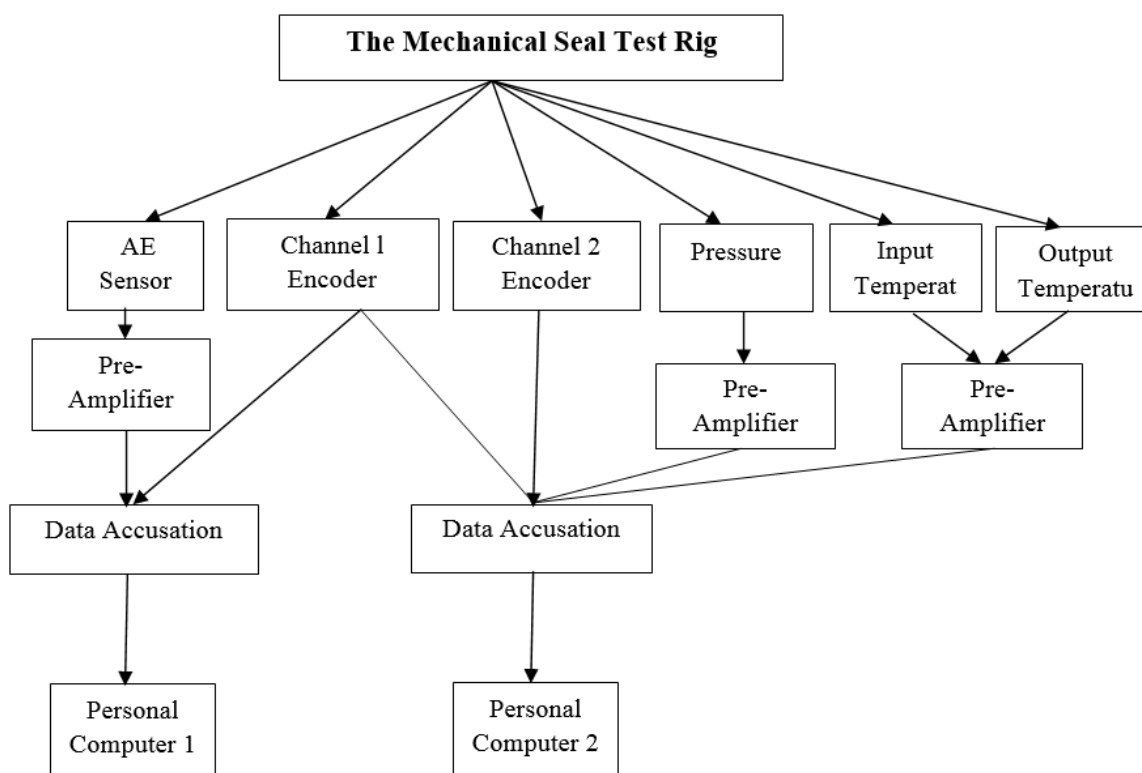 The Mechanical Seal Test Rig
AE
Sensor
Channel 1
Encoder
Channel 2
Encoder
Pressure
Input
Temperat
Output
Temperatu
Pre-
Amplifier
Pre-
Amplifier
Pre-
Amplifier
Data Accusation
Data Accusation
Personal
Computer 1
Personal
Computer 2